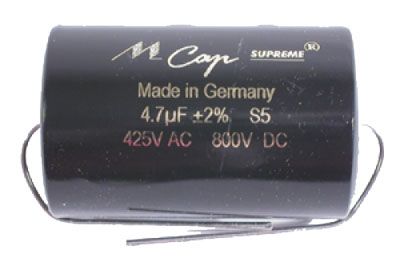 M Cap SUPREME®
Made in Germany
4.7µF ±2% S5
425V AC 800V DC